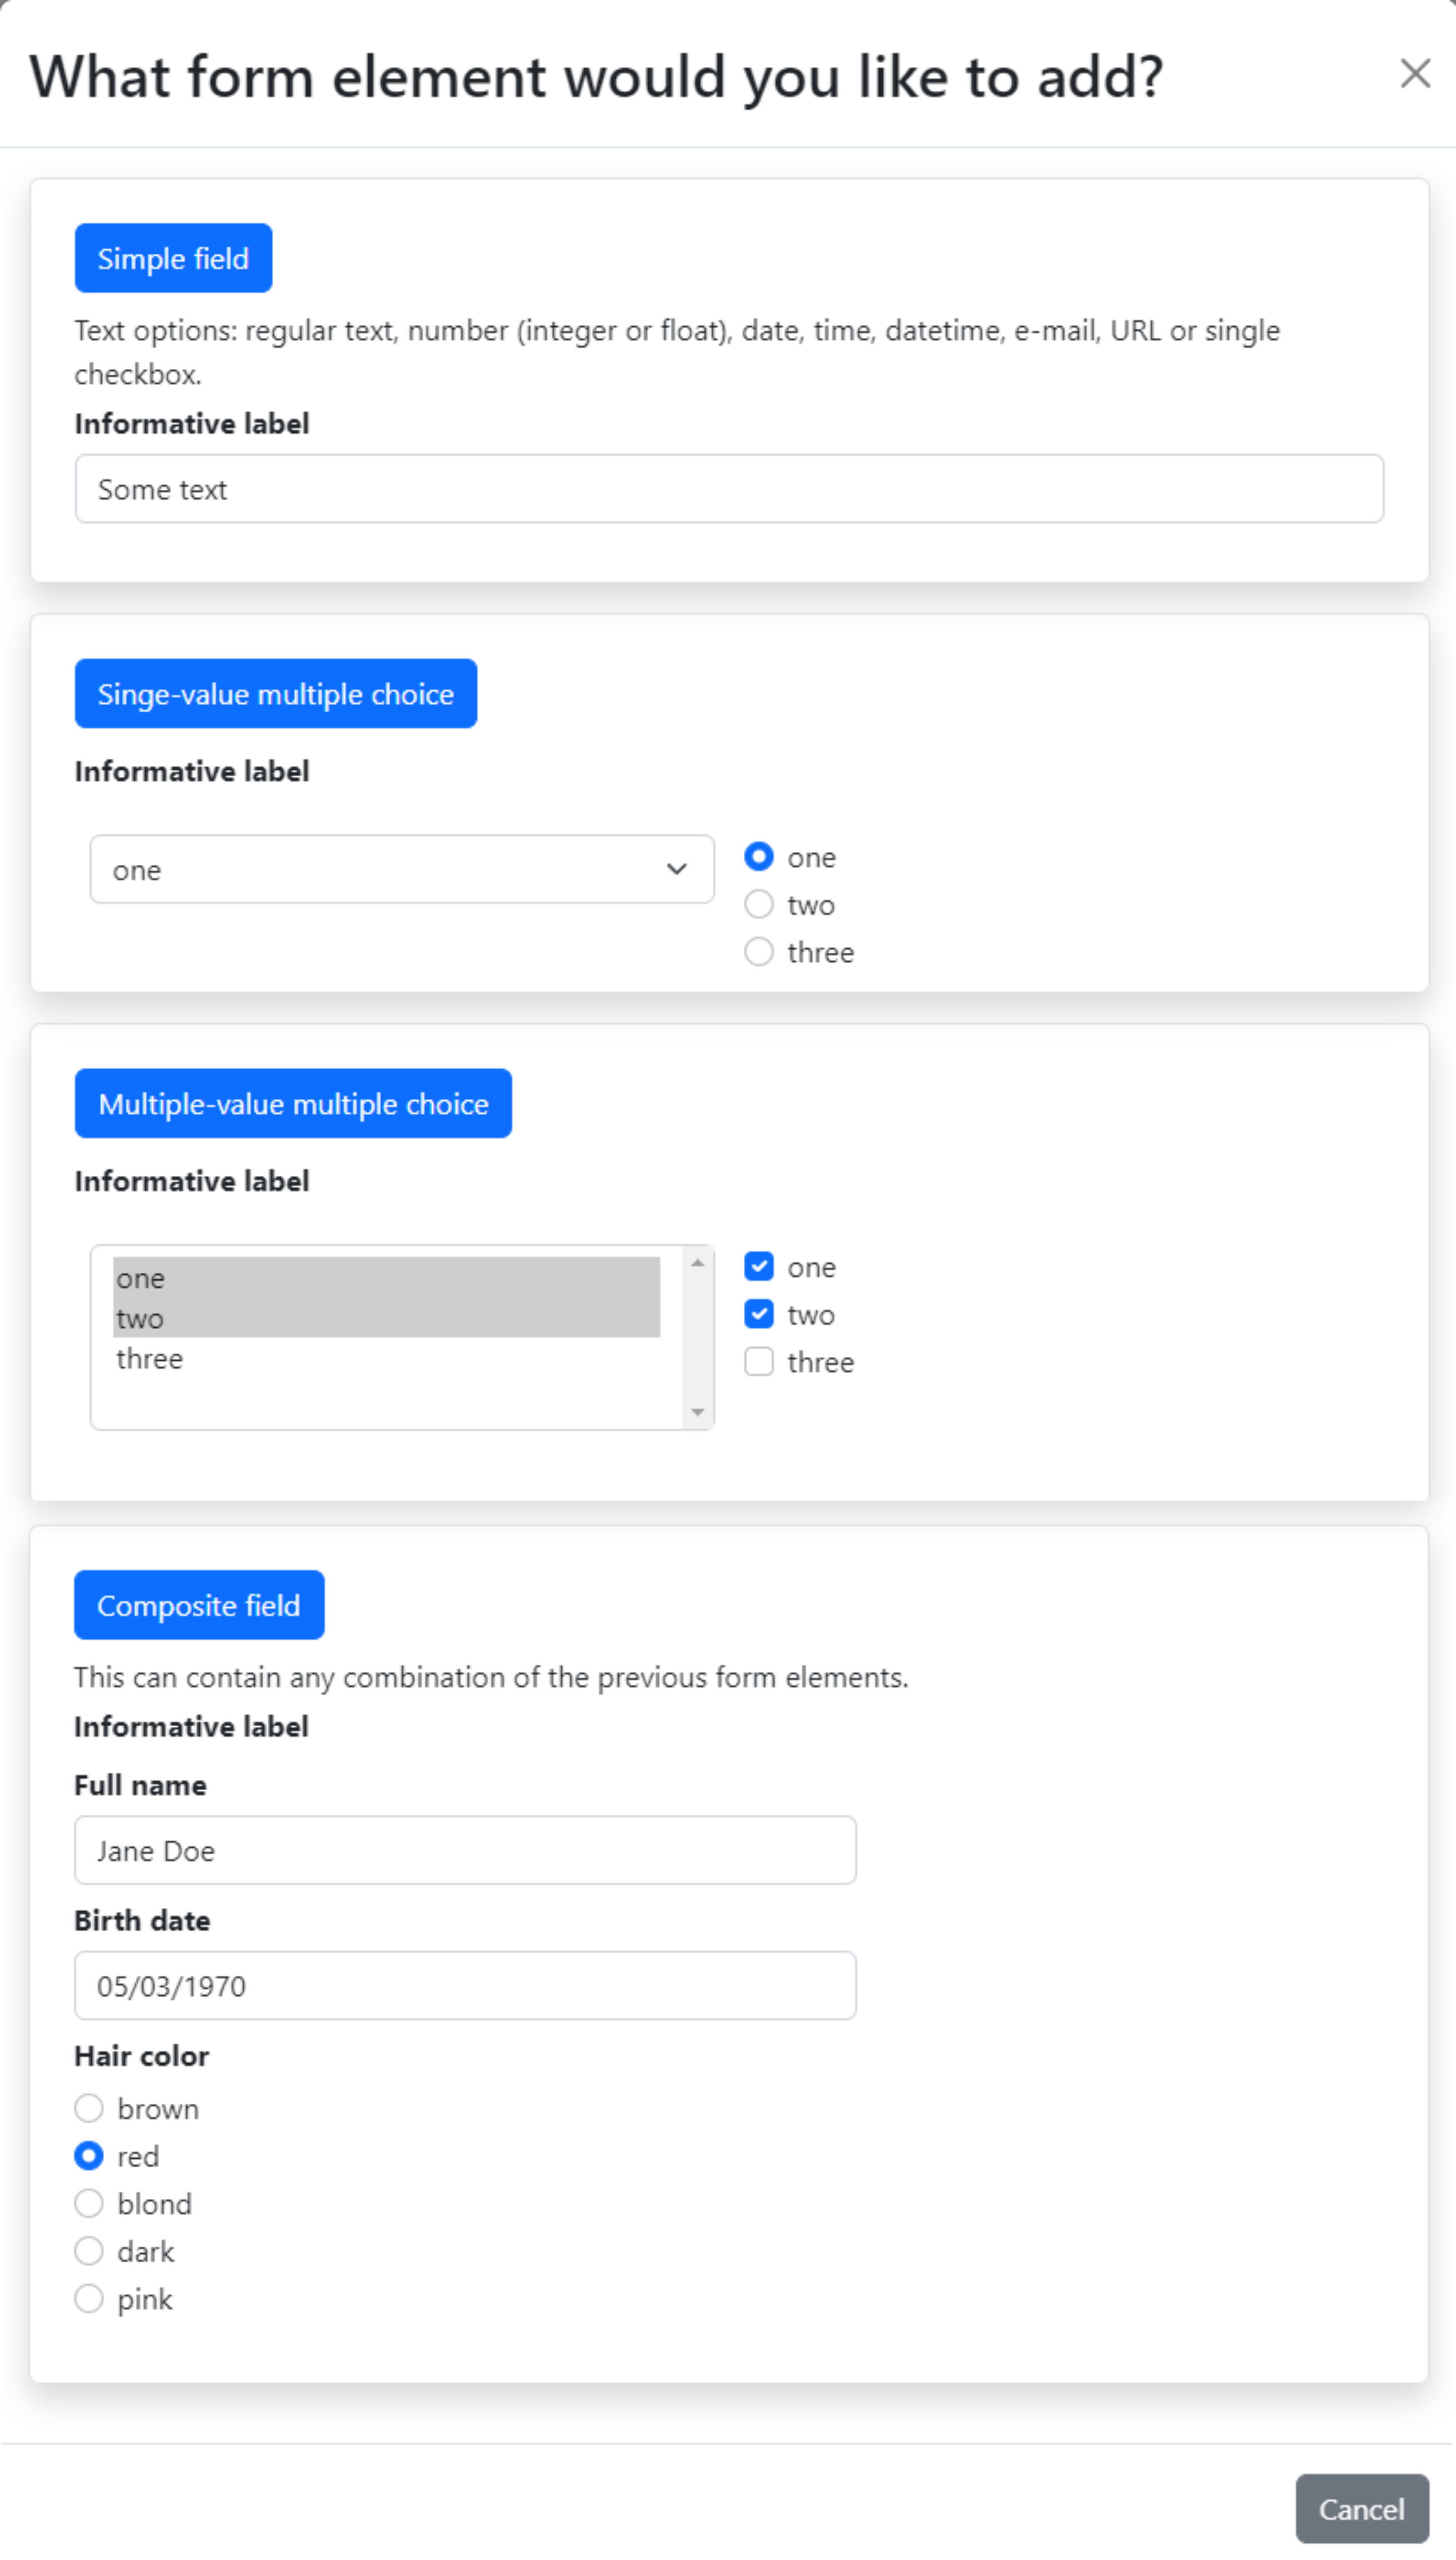 What form element would you like to add?
Simple field
Text options: regular text, number (integer or float), date, time, datetime, e-mail, URL or single
checkbox.
Informative label
Some text
Singe-value multiple choice
Informative label
one
one
two
three
Multiple-value multiple choice
Informative label
one
two
three
one
two
three
Composite field
This can contain any combination of the previous form elements.
Informative label
Full name
Jane Doe
Birth date
05/03/1970
Hair color
brown
red
blond
dark
pink
Cancel